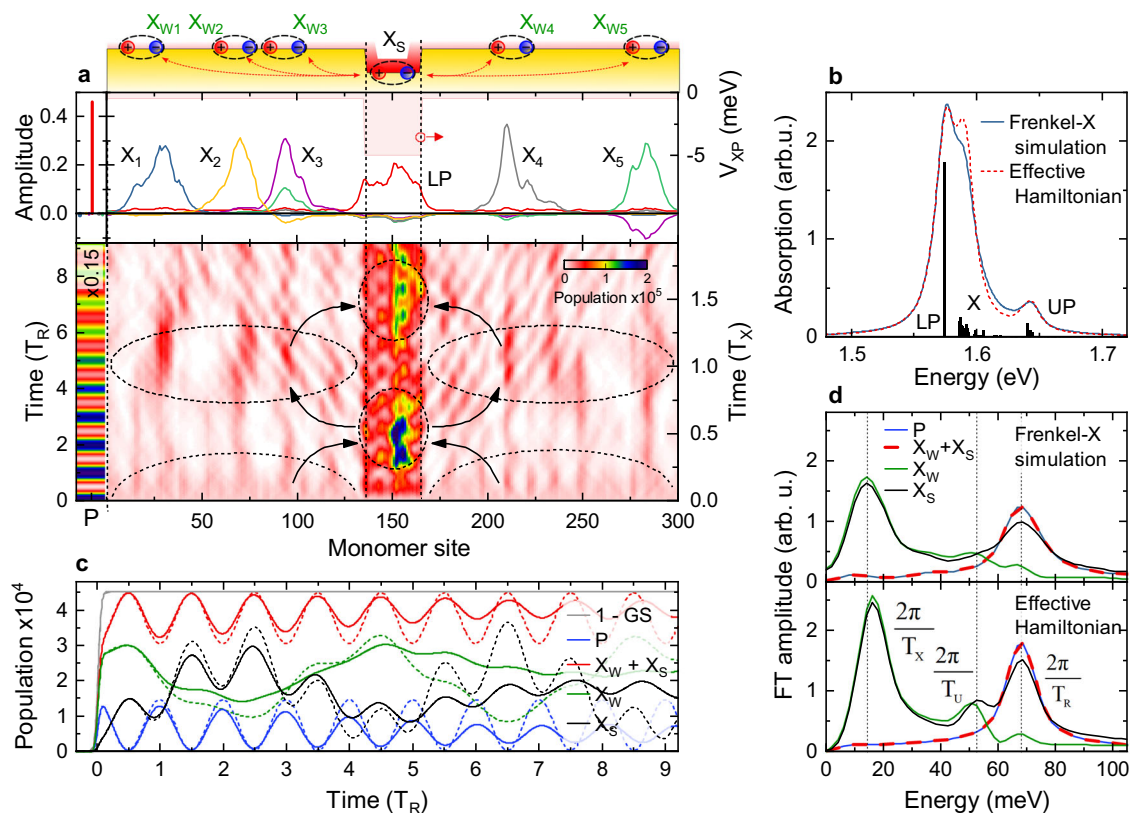 X_W1 X_W2 X_W3 X_S X_W4 X_W5
+ − + − + − + − + − + −
a
Amplitude
0.4
0.2
0.0
X_1 X_2 X_3 LP X_4 X_5
0
-5
V_XP (meV)
x0.15
Time (T_R)
8
6
4
2
0
0 1 2
Population x10^5
1.5
1.0
0.5
0.0
Time (T_X)
P 50 100 150 200 250 300
Monomer site
b
Absorption (arb.u.)
2
1
0
Frenkel-X
simulation
Effective
Hamiltonian
LP X UP
1.5 1.6 1.7
Energy (eV)
c
Population x10^4
4
3
2
1
0
1 - GS
P
X_W + X_S
X_W
X_S
0 1 2 3 4 5 6 7 8 9
Time (T_R)
d
FT amplitude (arb. u.)
P
X_W+X_S
X_W
X_S
Frenkel-X
simulation
2
1
0
Effective
Hamiltonian
2π/T_X
2π/T_U
2π/T_R
2
1
0
0 20 40 60 80 100
Energy (meV)